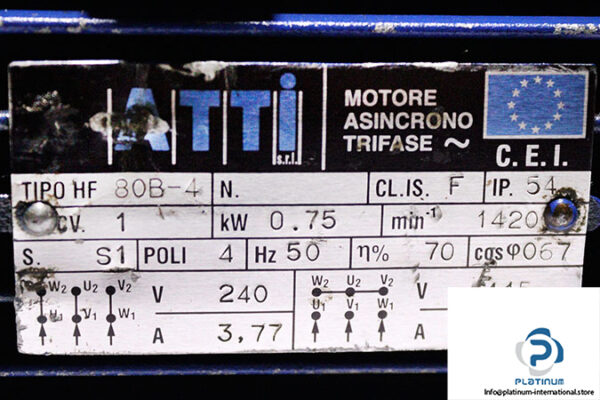 ATTi
s.r.l.
MOTORE
ASINCRONO
TRIFASE ~
C.E.I.
TIPO HF 80B-4 N. CL.IS. F IP. 54
CV. 1 kW 0.75 min-1 1420
S. S1 POLI 4 Hz 50 η% 70 cosφ 067
W2 U2 V2 V 240 W2 U2 V2 V
U1 V1 W1 A 3,77 U1 V1 W1 A
PLATINUM
Info@platinum-international.store